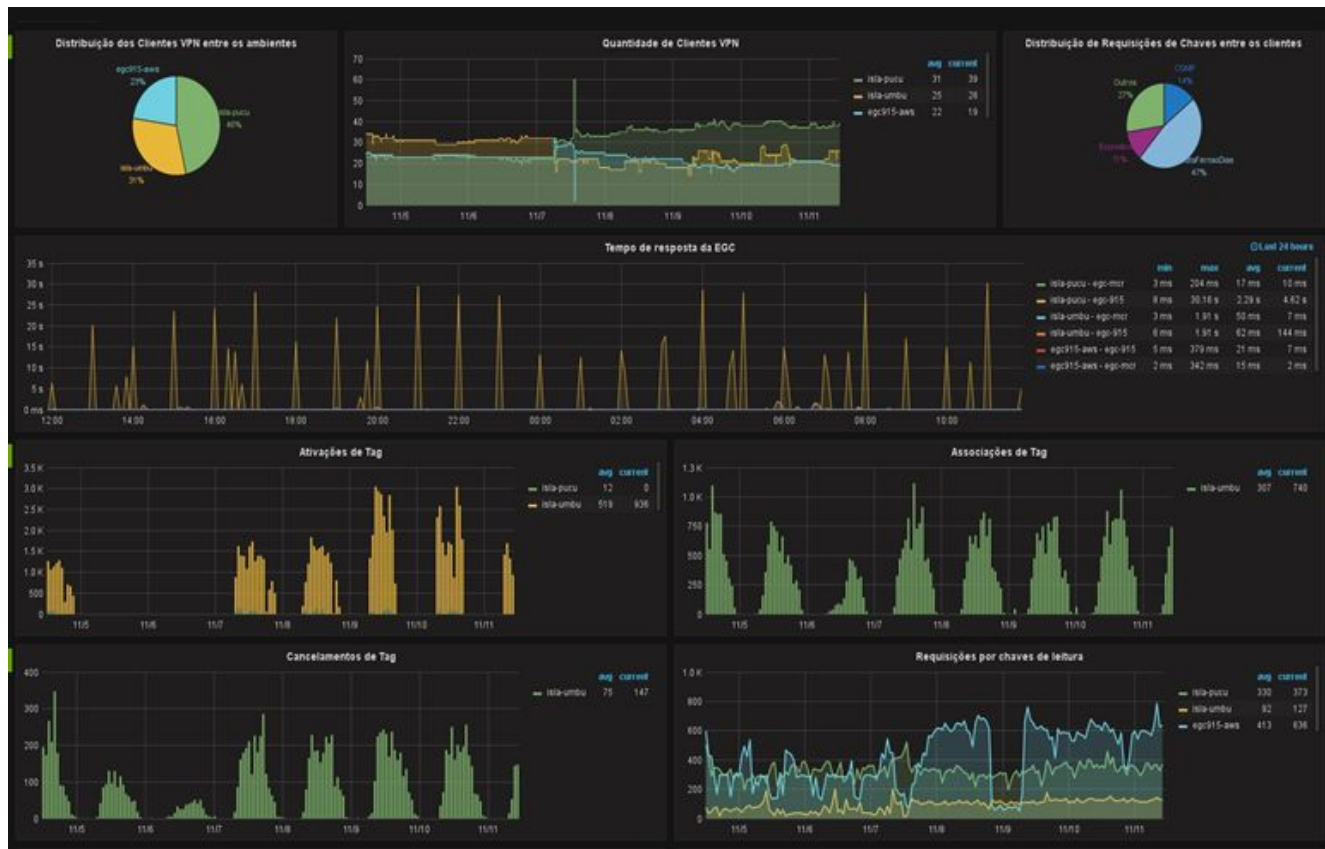 Distribuição dos Clientes VPN entre os ambientes
egc915-aws
23%
isla-pucu
46%
isla-umbu
31%
Quantidade de Clientes VPN
70
60
50
40
30
20
10
0
11/5 11/6 11/7 11/8 11/9 11/10 11/11
avg current
isla-pucu 31 39
isla-umbu 25 26
egc915-aws 22 19
Distribuição de Requisições de Chaves entre os clientes
CGMP
14%
Outros
27%
11%
47%
Tempo de resposta da EGC
Last 24 hours
35 s
30 s
25 s
20 s
15 s
10 s
5 s
0 ms
12:00 14:00 16:00 18:00 20:00 22:00 00:00 02:00 04:00 06:00 08:00 10:00
min max avg current
isla-pucu - egc-mcr 3 ms 204 ms 17 ms 10 ms
isla-pucu - egc-915 8 ms 30.16 s 2.29 s 4.62 s
isla-umbu - egc-mcr 3 ms 1.91 s 50 ms 7 ms
isla-umbu - egc-915 6 ms 1.91 s 62 ms 144 ms
egc915-aws - egc-915 5 ms 379 ms 21 ms 7 ms
egc915-aws - egc-mcr 2 ms 342 ms 15 ms 2 ms
Ativações de Tag
3.5 K
3.0 K
2.5 K
2.0 K
1.5 K
1.0 K
500
0
11/5 11/6 11/7 11/8 11/9 11/10 11/11
avg current
isla-pucu 12 0
isla-umbu 519 936
Associações de Tag
1.3 K
1.0 K
750
500
250
0
11/5 11/6 11/7 11/8 11/9 11/10 11/11
avg current
isla-umbu 307 740
Cancelamentos de Tag
400
300
200
100
0
11/5 11/6 11/7 11/8 11/9 11/10 11/11
avg current
isla-umbu 75 147
Requisições por chaves de leitura
1.0 K
800
600
400
200
0
11/5 11/6 11/7 11/8 11/9 11/10 11/11
avg current
isla-pucu 330 373
isla-umbu 92 127
egc915-aws 413 636